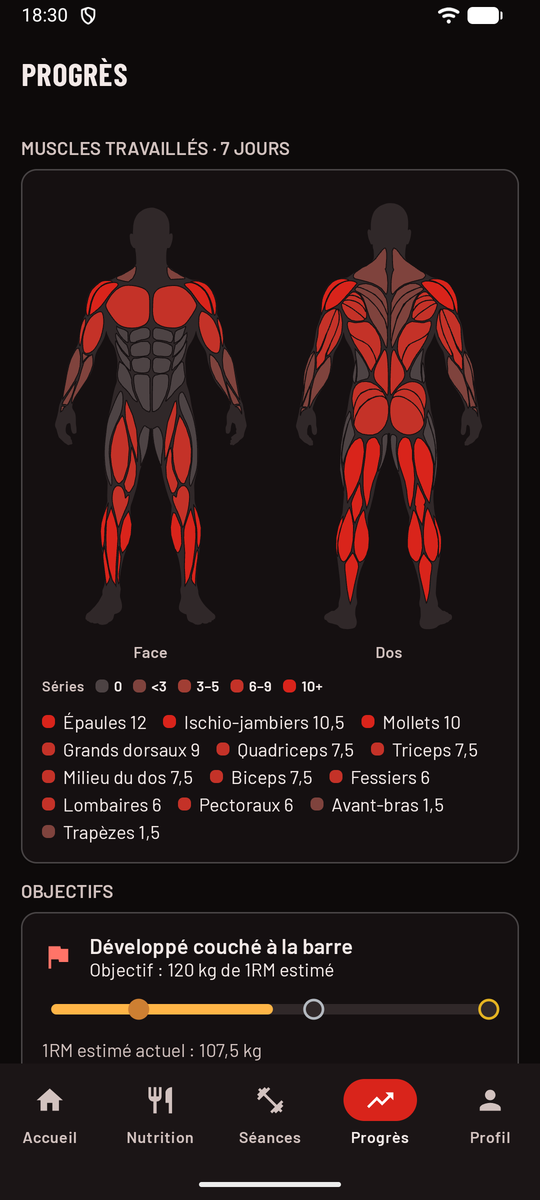 18:30
PROGRÈS
MUSCLES TRAVAILLÉS · 7 JOURS
Face
Dos
Séries 0 <3 3–5 6–9 10+
Épaules 12 Ischio-jambiers 10,5 Mollets 10
Grands dorsaux 9 Quadriceps 7,5 Triceps 7,5
Milieu du dos 7,5 Biceps 7,5 Fessiers 6
Lombaires 6 Pectoraux 6 Avant-bras 1,5
Trapèzes 1,5
OBJECTIFS
Développé couché à la barre
Objectif : 120 kg de 1RM estimé
1RM estimé actuel : 107,5 kg
Accueil Nutrition Séances Progrès Profil